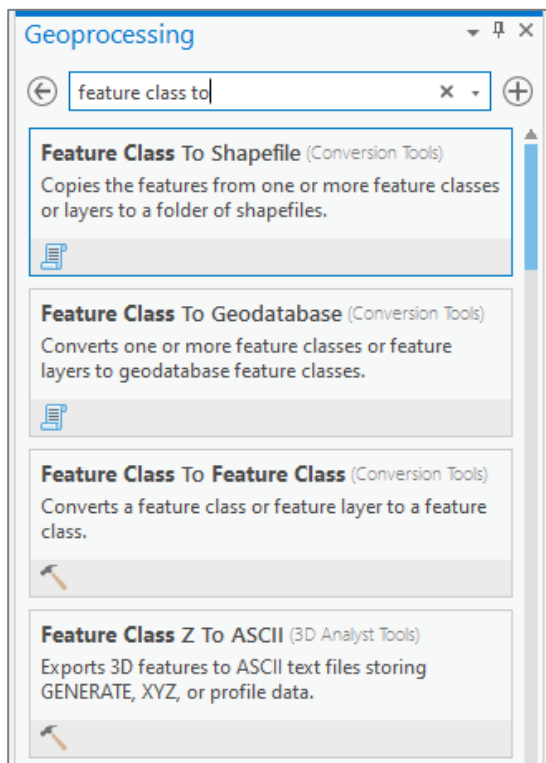 Geoprocessing
feature class to
Feature Class To Shapefile (Conversion Tools)
Copies the features from one or more feature classes
or layers to a folder of shapefiles.
Feature Class To Geodatabase (Conversion Tools)
Converts one or more feature classes or feature
layers to geodatabase feature classes.
Feature Class To Feature Class (Conversion Tools)
Converts a feature class or feature layer to a feature
class.
Feature Class Z To ASCII (3D Analyst Tools)
Exports 3D features to ASCII text files storing
GENERATE, XYZ, or profile data.